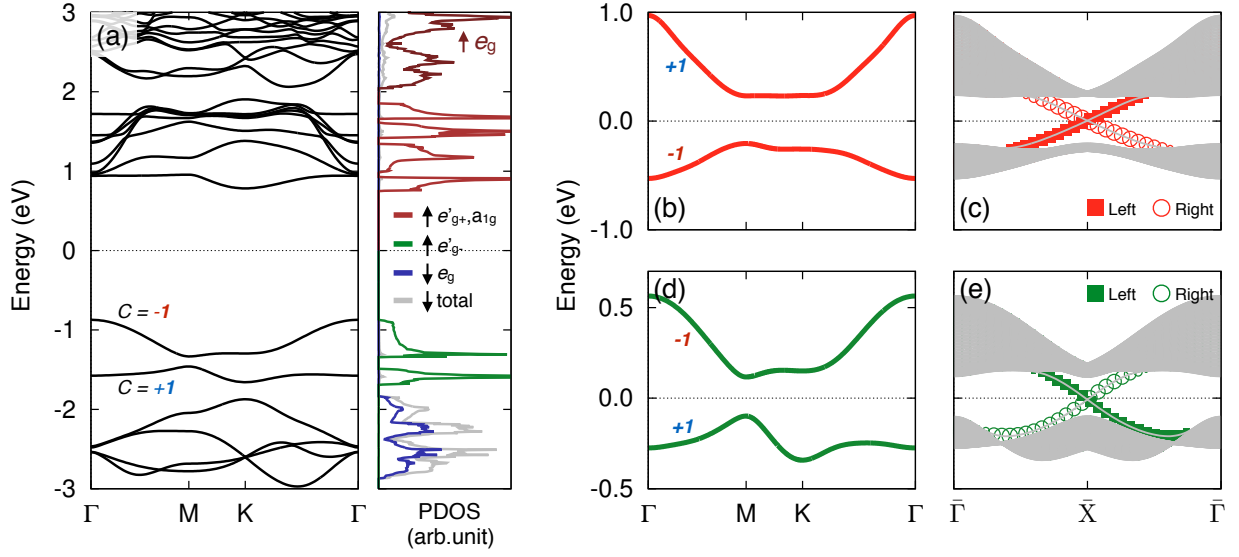 (a)
Energy (eV)
3
2
1
0
-1
-2
-3
C = -1
C = +1
Γ
M
K
Γ
↑ eg
↑ e'g+,a1g
↑ e'g-
↓ eg
↓ total
PDOS
(arb.unit)
(b)
Energy (eV)
1.0
0.0
-1.0
+1
-1
(c)
Left
Right
(d)
Energy (eV)
0.5
0.0
-0.5
-1
+1
Γ
M
K
Γ
(e)
Left
Right
Γ̄
X̄
Γ̄